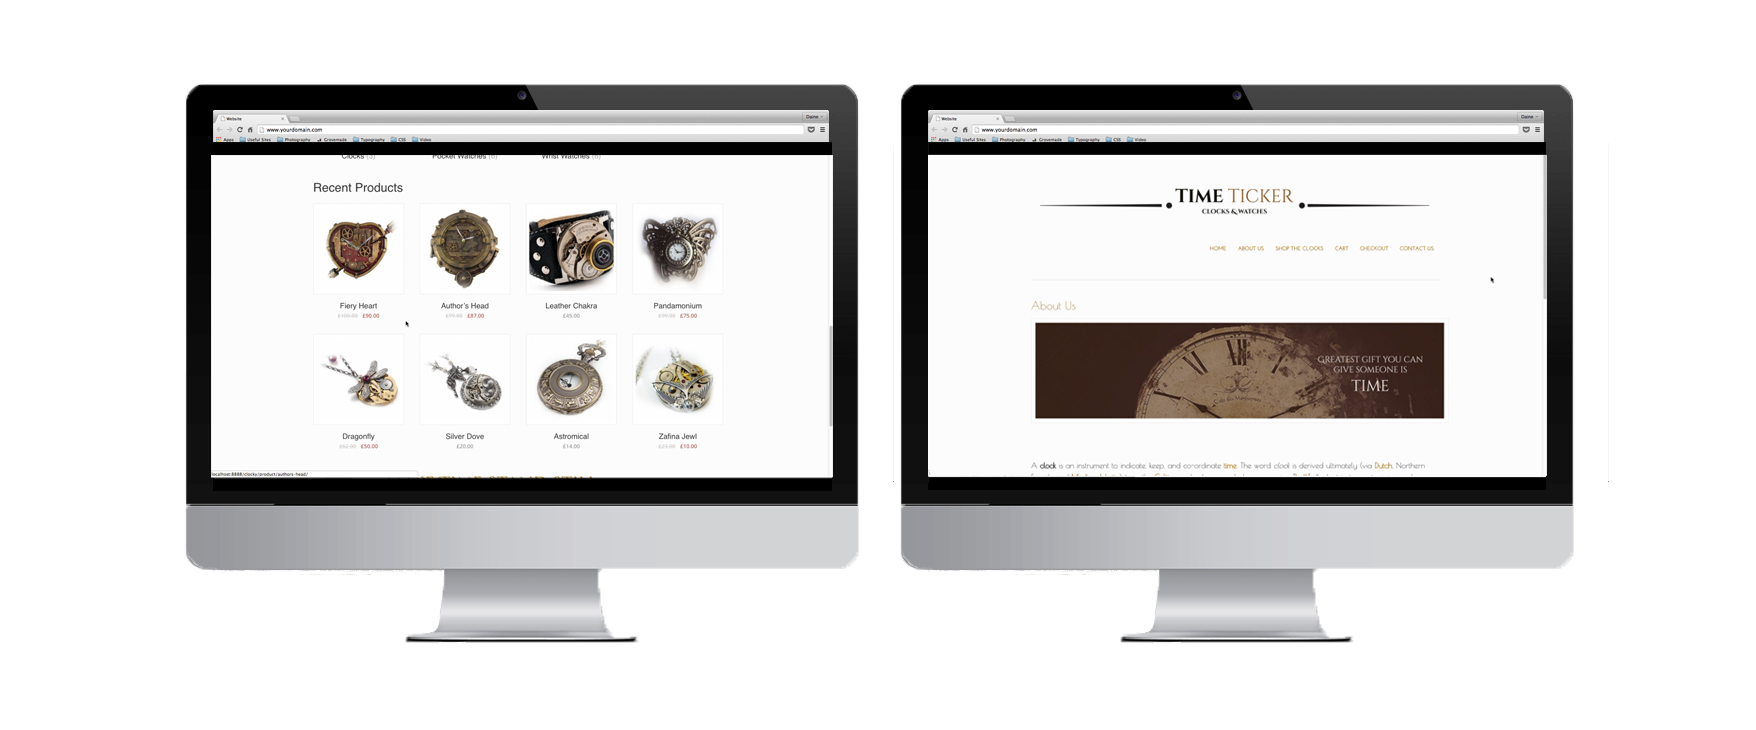 Website
Daine
www.yourdomain.com
Apps Useful Sites Photography Grovemade Typography CSS Video
Clocks (3) Pocket Watches (6) Wrist Watches (6)
Recent Products
Fiery Heart Author's Head Leather Chakra Pandamonium
£100.00 £90.00 £99.00 £87.00 £45.00 £99.00 £75.00
Dragonfly Silver Dove Astromical Zafina Jewl
£50.00 £20.00 £14.00 £25.00 £10.00
localhost:8888/clocky/product/authors-head/
Website
Daine
www.yourdomain.com
Apps Useful Sites Photography Grovemade Typography CSS Video
TIME TICKER
CLOCKS & WATCHES
HOME ABOUT US SHOP THE CLOCKS CART CHECKOUT CONTACT US
About Us
GREATEST GIFT YOU CAN
GIVE SOMEONE IS
TIME
A clock is an instrument to indicate, keep, and co-ordinate time. The word clock is derived ultimately (via Dutch, Northern